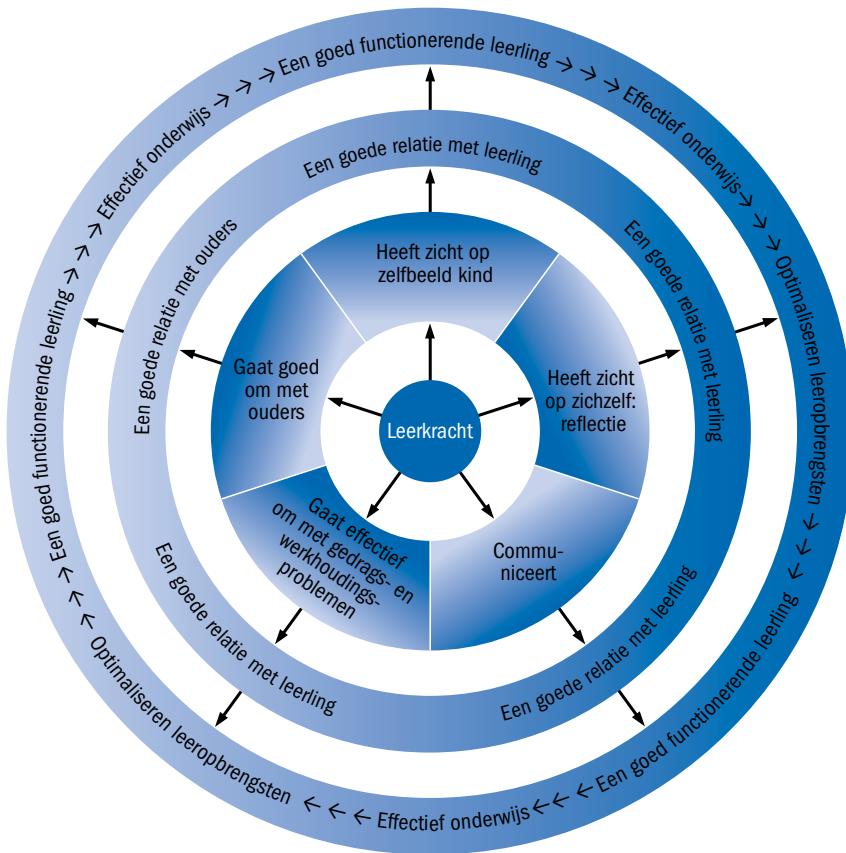 Een goed functionerende leerling → → → Effectief onderwijs → → → Optimaliseren leeropbrengsten → → → Een goed functionerende leerling → → → Effectief onderwijs → → → Optimaliseren leeropbrengsten → → → Een goed functionerende leerling → → → Effectief onderwijs → → →
Een goede relatie met leerling
Een goede relatie met leerling
Een goede relatie met leerling
Een goede relatie met leerling
Een goede relatie met ouders
Heeft zicht op
zelfbeeld kind
Heeft zicht
op zichzelf:
reflectie
Commu-
niceert
Gaat effectief
om met gedrags- en
werkhoudings-
problemen
Gaat goed
om met
ouders
Leerkracht